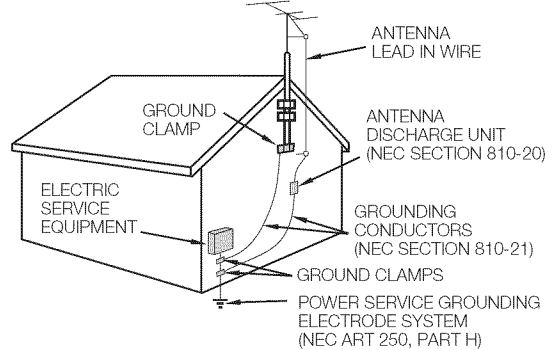 ANTENNA
LEAD IN WIRE
GROUND
CLAMP
ANTENNA
DISCHARGE UNIT
(NEC SECTION 810-20)
ELECTRIC
SERVICE
EQUIPMENT
GROUNDING
CONDUCTORS
(NEC SECTION 810-21)
GROUND CLAMPS
POWER SERVICE GROUNDING
ELECTRODE SYSTEM
(NEC ART 250, PART H)